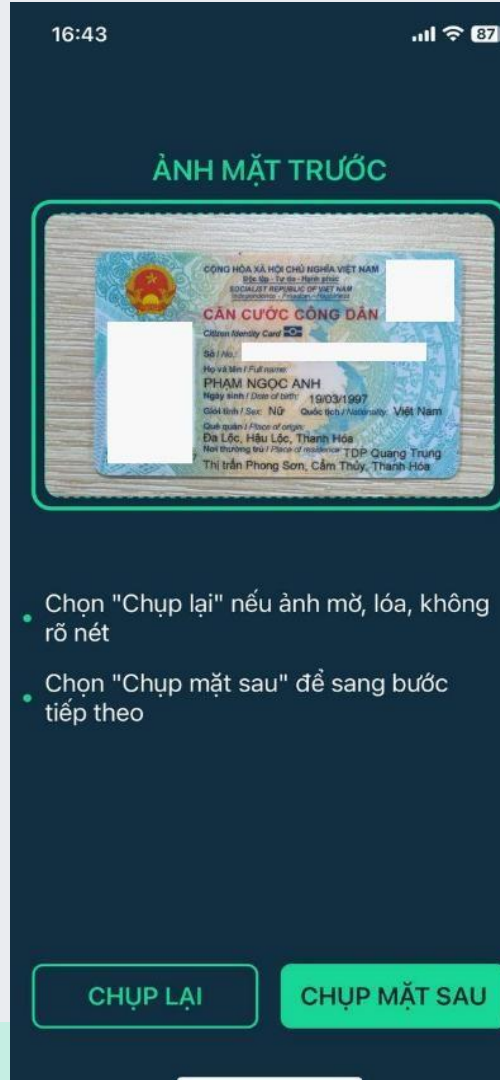 16:43
87
ẢNH MẶT TRƯỚC
CỘNG HÒA XÃ HỘI CHỦ NGHĨA VIỆT NAM
Độc lập - Tự do - Hạnh phúc
SOCIALIST REPUBLIC OF VIET NAM
Independence - Freedom - Happiness
CĂN CƯỚC CÔNG DÂN
Citizen Identity Card
Số / No.:
Họ và tên / Full name:
PHẠM NGỌC ANH
Ngày sinh / Date of birth: 19/03/1997
Giới tính / Sex: Nữ Quốc tịch / Nationality: Việt Nam
Quê quán / Place of origin:
Đa Lộc, Hậu Lộc, Thanh Hóa
Nơi thường trú / Place of residence: TDP Quang Trung
Thị trấn Phong Sơn, Cẩm Thủy, Thanh Hóa
Chọn "Chụp lại" nếu ảnh mờ, lóa, không
rõ nét
Chọn "Chụp mặt sau" để sang bước
tiếp theo
CHỤP LẠI
CHỤP MẶT SAU